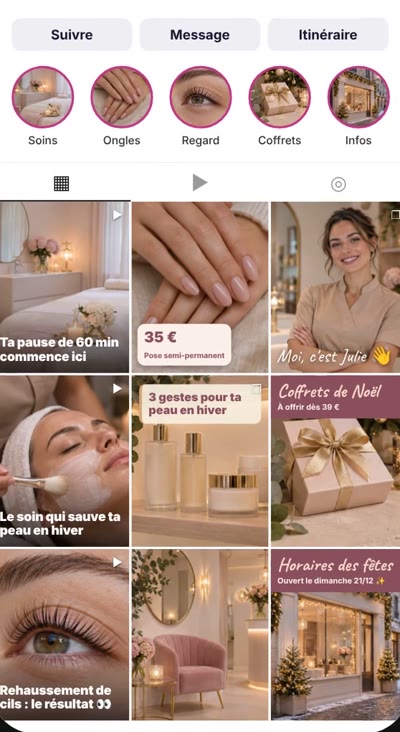 Suivre
Message
Itinéraire
Soins
Ongles
Regard
Coffrets
Infos
Ta pause de 60 min
commence ici
35 €
Pose semi-permanent
Moi, c'est Julie 👋
Le soin qui sauve ta
peau en hiver
3 gestes pour ta
peau en hiver
Coffrets de Noël
À offrir dès 39 €
Rehaussement de
cils : le résultat 👀
Horaires des fêtes
Ouvert le dimanche 21/12 ✨